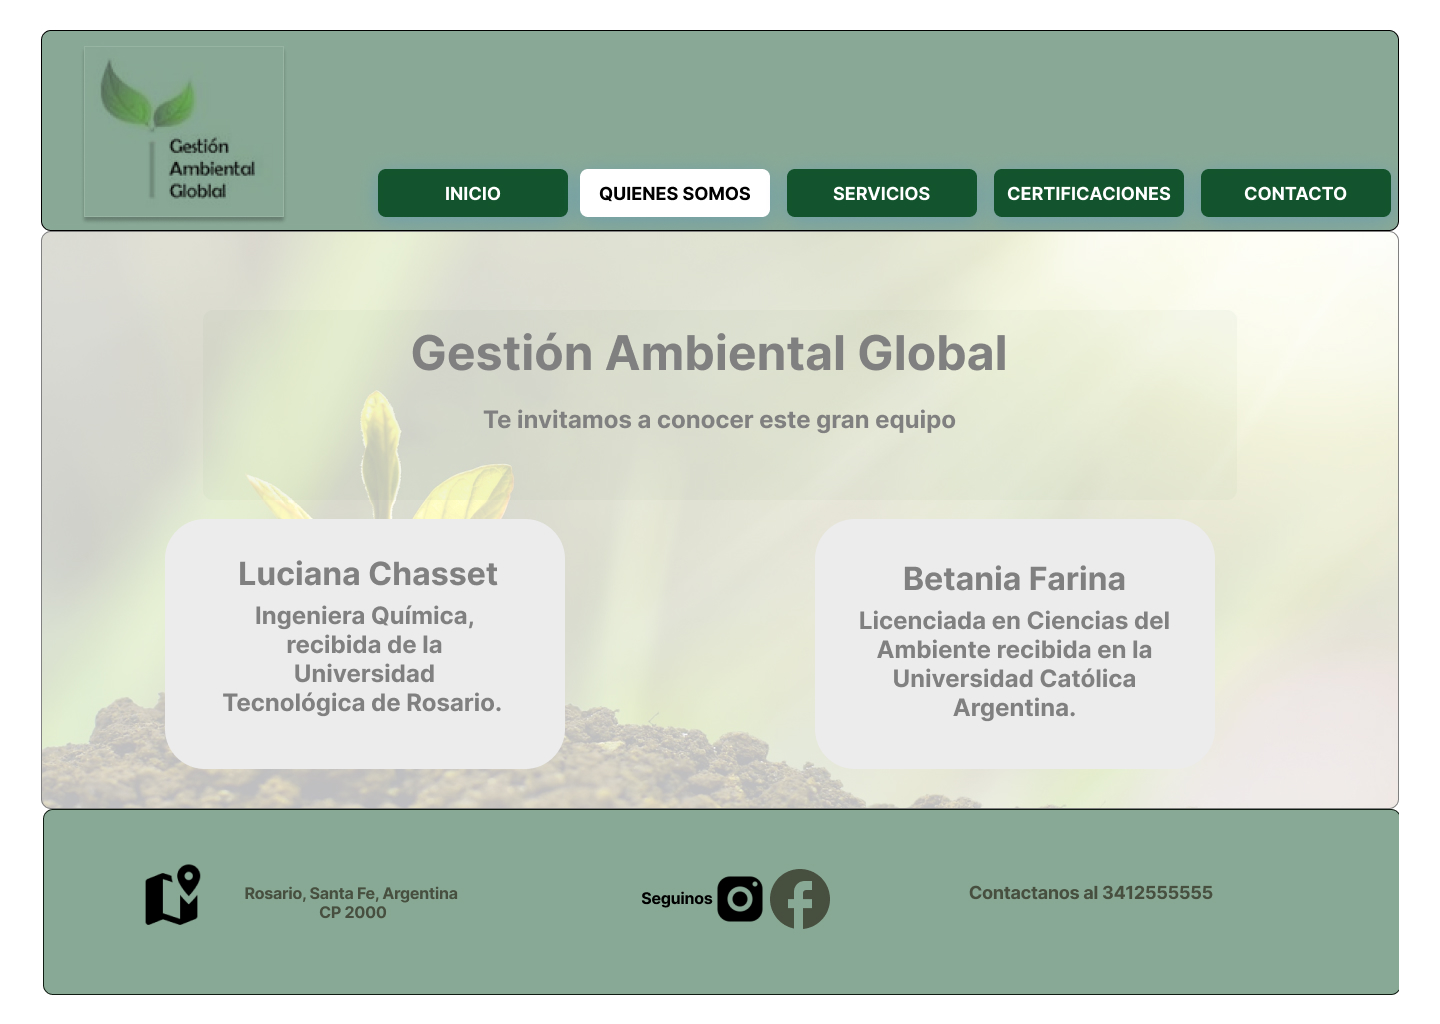 Gestión
Ambiental
Globlal
INICIO
QUIENES SOMOS
SERVICIOS
CERTIFICACIONES
CONTACTO
Gestión Ambiental Global
Te invitamos a conocer este gran equipo
Luciana Chasset
Ingeniera Química,
recibida de la
Universidad
Tecnológica de Rosario.
Betania Farina
Licenciada en Ciencias del
Ambiente recibida en la
Universidad Católica
Argentina.
Rosario, Santa Fe, Argentina
CP 2000
Seguinos
Contactanos al 3412555555